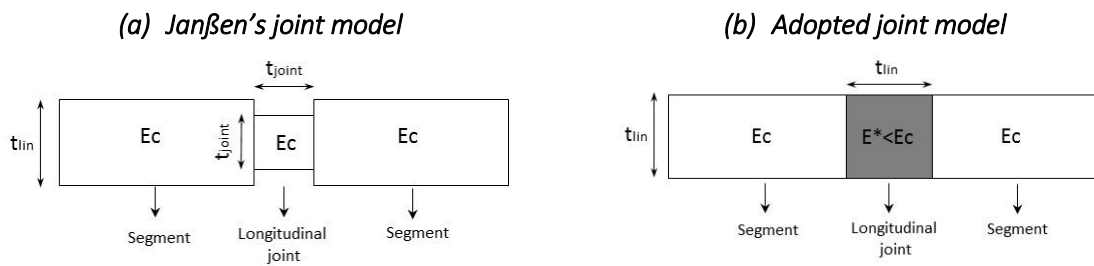 (a) Janßen's joint model
tjoint
tlin
Ec
tjoint
Ec
Ec
Segment
Longitudinal
joint
Segment
(b) Adopted joint model
tlin
tlin
Ec
E*<Ec
Ec
Segment
Longitudinal
joint
Segment